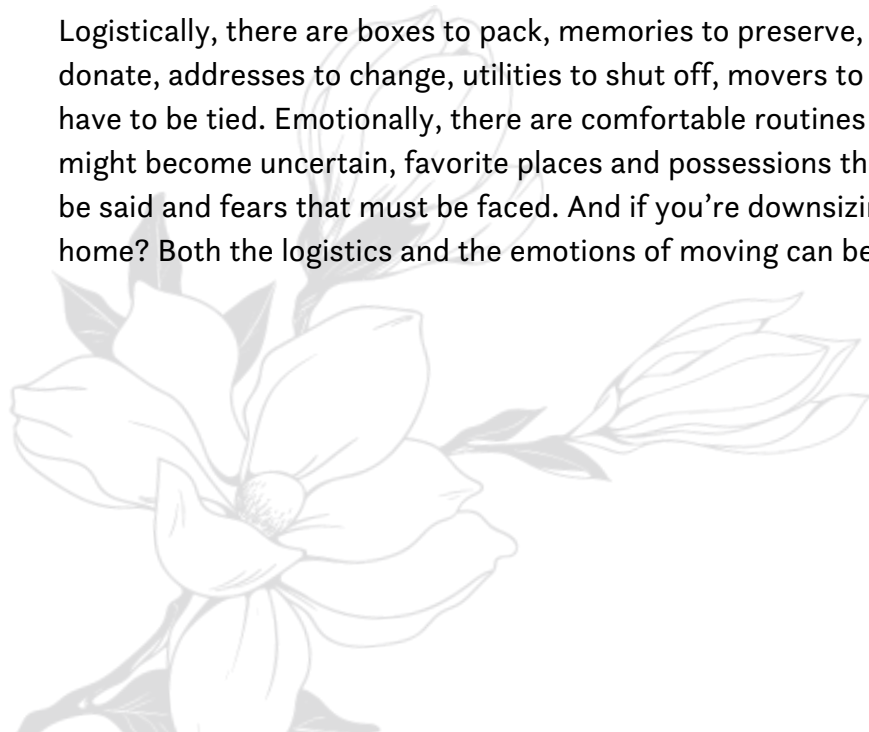 Logistically, there are boxes to pack, memories to preserve,
donate, addresses to change, utilities to shut off, movers to
have to be tied. Emotionally, there are comfortable routines
might become uncertain, favorite places and possessions th
be said and fears that must be faced. And if you’re downsizi
home? Both the logistics and the emotions of moving can be